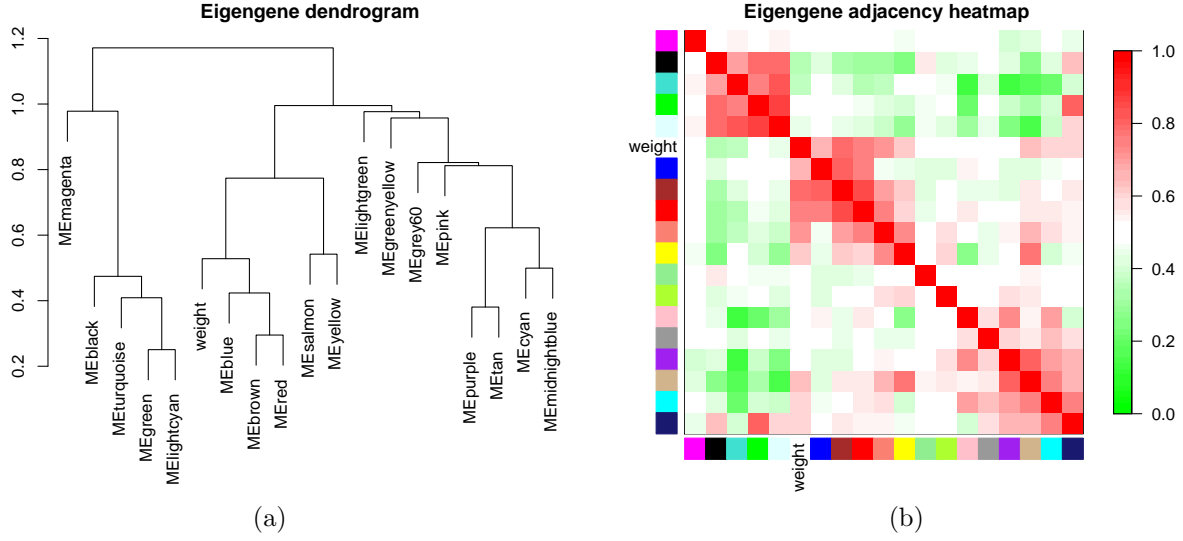 Eigengene dendrogram
1.2
1.0
0.8
0.6
0.4
0.2
MEmagenta
MEblack
MEturquoise
MEgreen
MElightcyan
weight
MEblue
MEbrown
MEred
MEsalmon
MEyellow
MElightgreen
MEgreenyellow
MEgrey60
MEpink
MEpurple
MEtan
MEcyan
MEmidnightblue
(a)
Eigengene adjacency heatmap
weight
weight
1.0
0.8
0.6
0.4
0.2
0.0
(b)